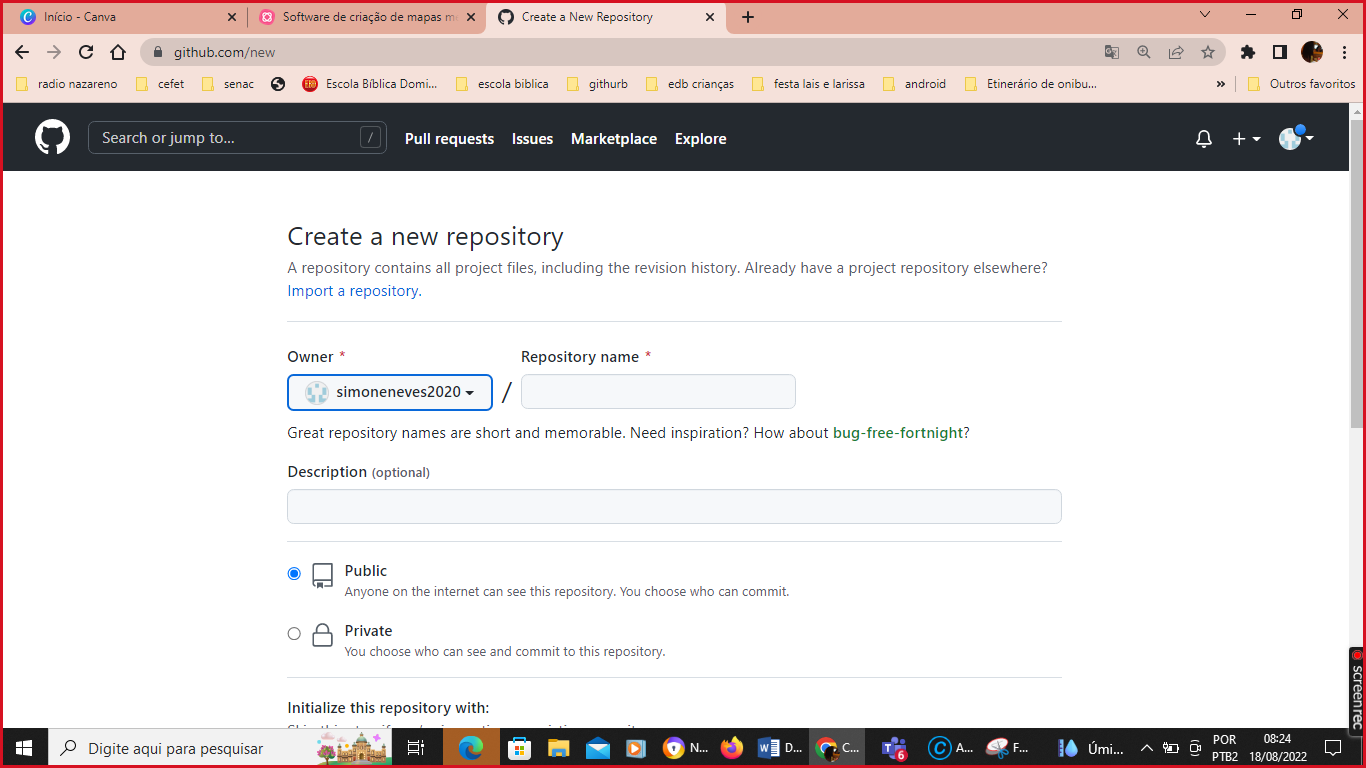 Início - Canva
Software de criação de mapas m
Create a New Repository
github.com/new
radio nazareno
cefet
senac
EBD
Escola Bíblica Domi...
escola biblica
githurb
edb crianças
festa lais e larissa
android
Etinerário de onibu...
»
Outros favoritos
Search or jump to...
/
Pull requests
Issues
Marketplace
Explore
Create a new repository
A repository contains all project files, including the revision history. Already have a project repository elsewhere?
Import a repository.
Owner *
Repository name *
simoneneves2020
/
Great repository names are short and memorable. Need inspiration? How about bug-free-fortnight?
Description (optional)
Public
Anyone on the internet can see this repository. You choose who can commit.
Private
You choose who can see and commit to this repository.
Initialize this repository with:
screenrec
Digite aqui para pesquisar
N...
D...
C...
6
A...
F...
Úmi...
POR
PTB2
08:24
18/08/2022